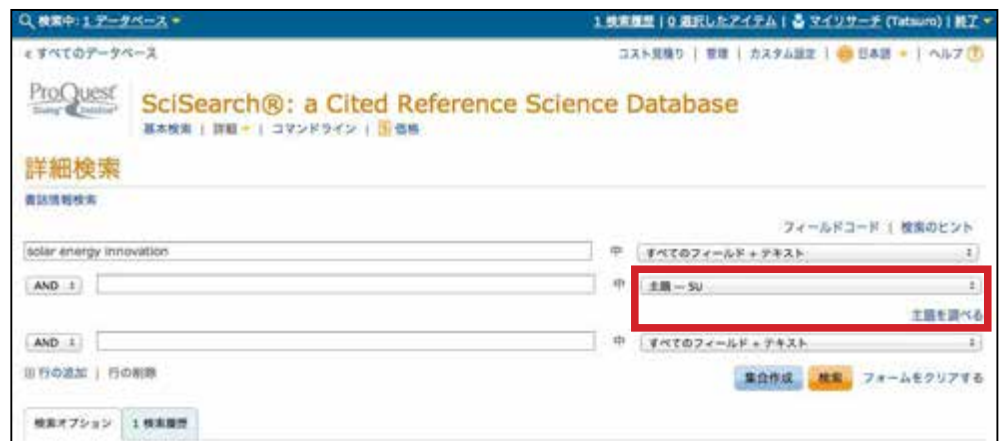 検索中: 1 データベース
1 検索履歴 | 0 選択したアイテム | マイリサーチ (Tatsuro) | 終了
< すべてのデータベース
コスト見積り | 管理 | カスタム設定 | 日本語 | ヘルプ ?
ProQuest
Dialog
SciSearch®: a Cited Reference Science Database
基本検索 | 詳細 | コマンドライン | $ 価格
詳細検索
書誌情報検索
フィールドコード | 検索のヒント
solar energy innovation 中 すべてのフィールド + テキスト
AND 中 主題 — SU
主題を調べる
AND 中 すべてのフィールド + テキスト
行の追加 | 行の削除
集合作成 検索 フォームをクリアする
検索オプション 1 検索履歴